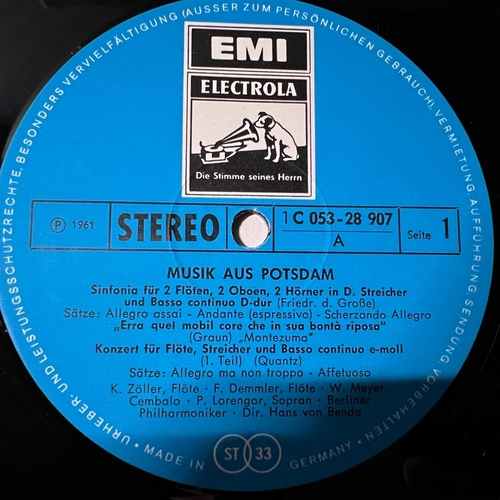 EMI
ELECTROLA
Die Stimme seines Herrn
Ⓟ 1961
STEREO
1 C 053-28 907
A
Seite 1
MUSIK AUS POTSDAM
Sinfonia für 2 Flöten, 2 Oboen, 2 Hörner in D. Streicher
und Basso continuo D-dur (Friedr. d. Große)
Sätze: Allegro assai - Andante (espressiva) - Scherzando Allegro
„Erra quel mobil core che in sua bontà riposa“
(Graun) „Montezuma“
Konzert für Flöte, Streicher und Basso continuo e-moll
(1. Teil) (Quantz)
Sätze: Allegro ma non troppo - Affetuoso
K. Zöller, Flöte · F. Demmler, Flöte · W. Meyer
Cembalo · P. Lorengar, Sopran · Berliner
Philharmoniker · Dir. Hans von Benda
ST 33
URHEBER- UND LEISTUNGSSCHUTZRECHTE, BESONDERS VERVIELFÄLTIGUNG (AUSSER ZUM PERSÖNLICHEN GEBRAUCH), VERMIETUNG, AUFFÜHRUNG, SENDUNG VORBEHALTEN · MADE IN GERMANY ·